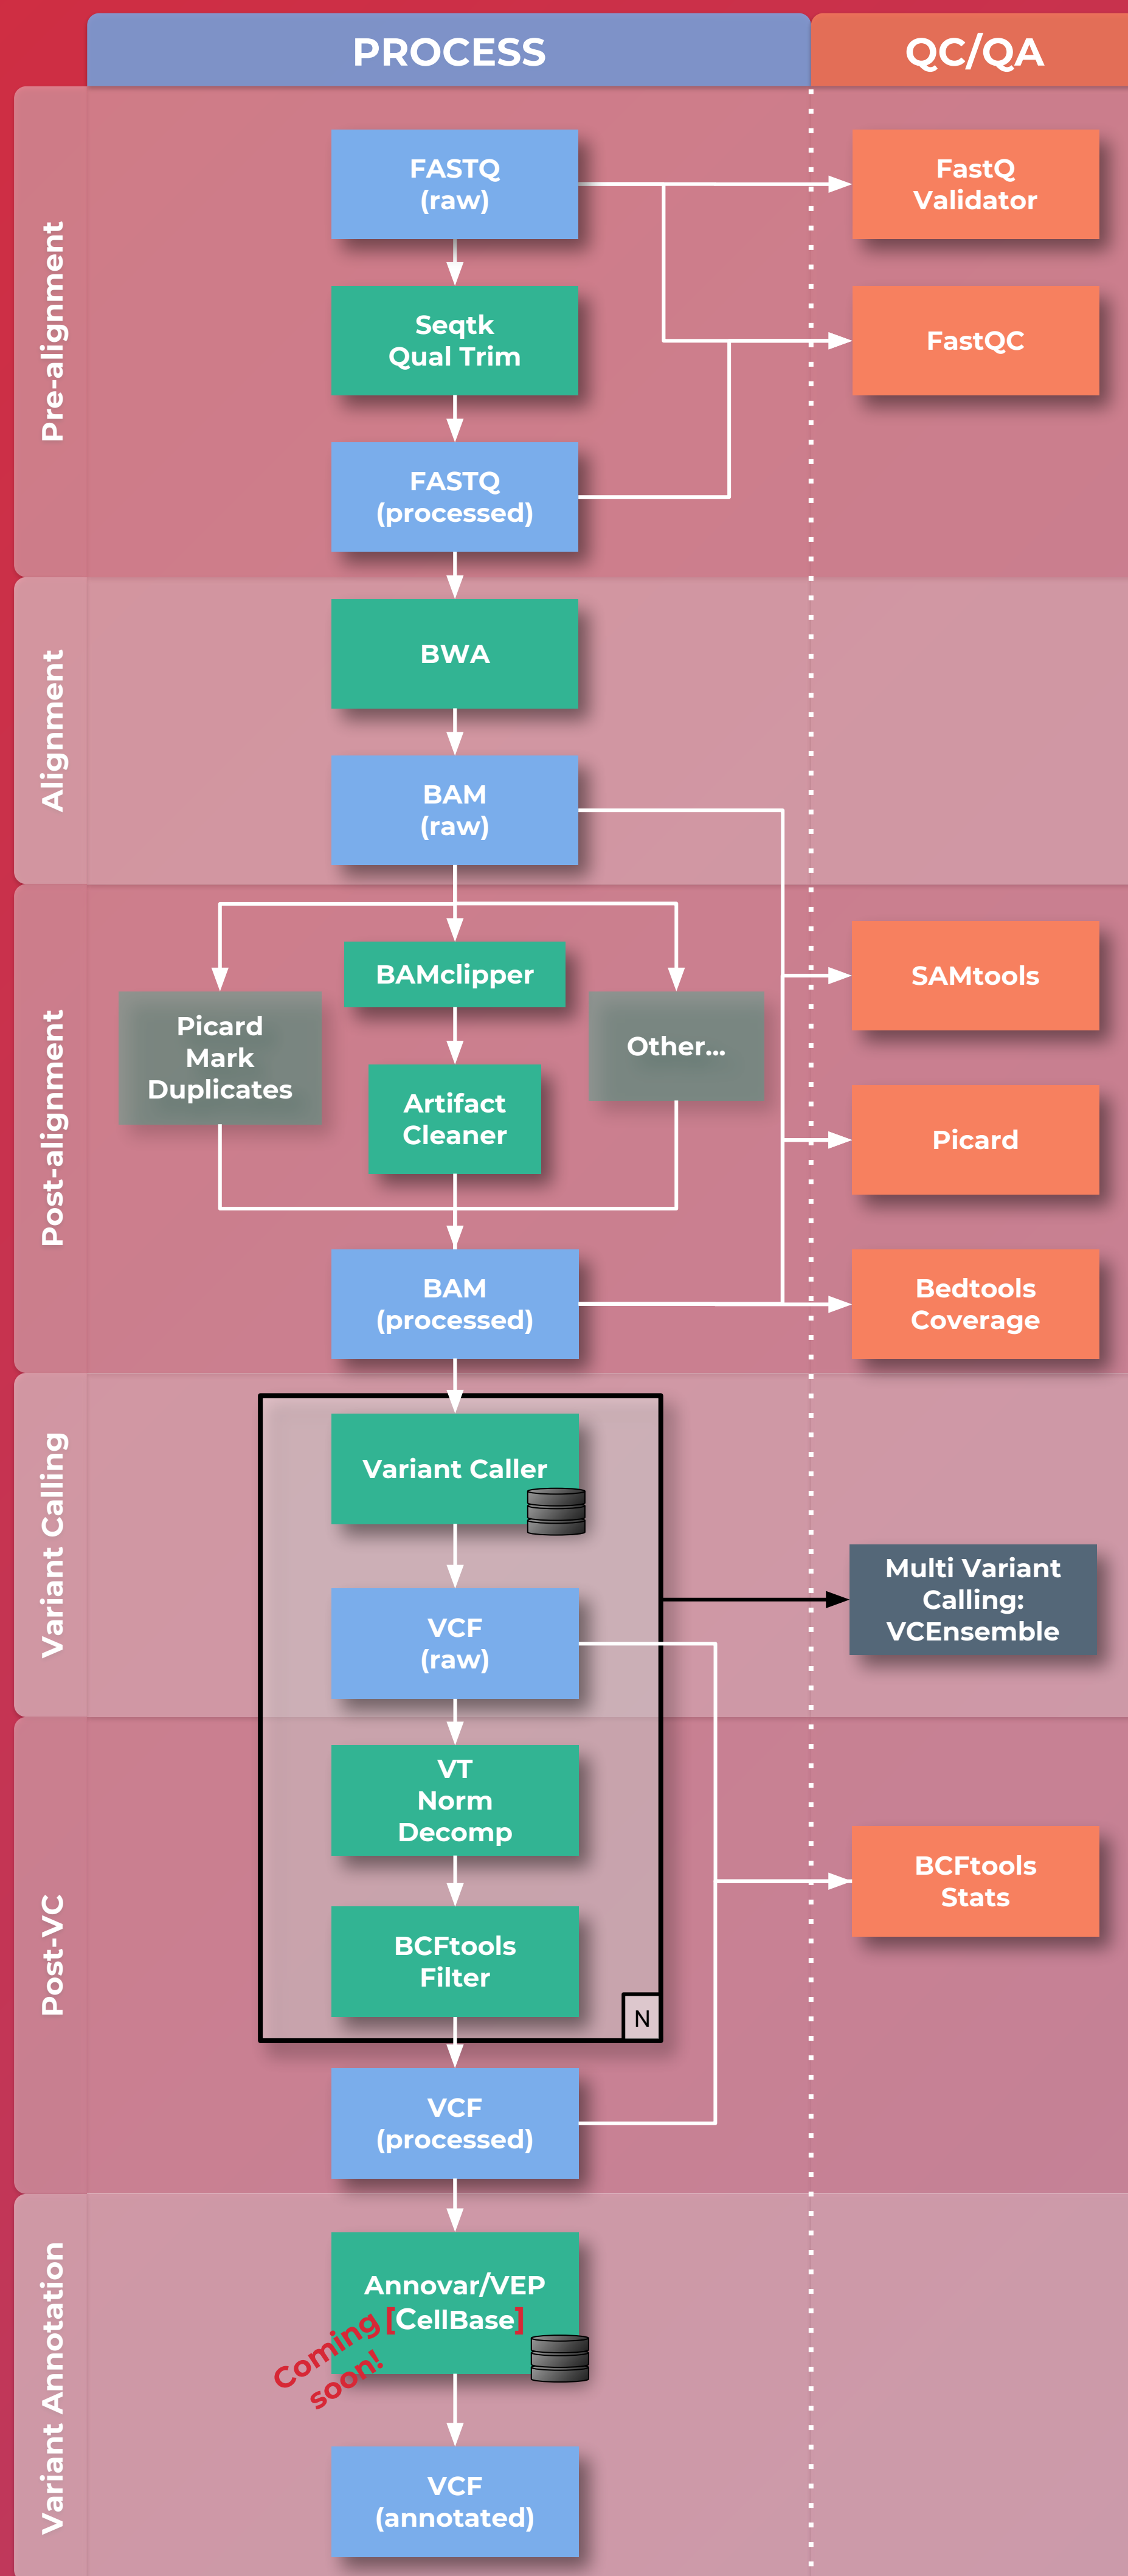 PROCESS
QC/QA
Pre-alignment
FASTQ
(raw)
FastQ
Validator
Seqtk
Qual Trim
FastQC
FASTQ
(processed)
Alignment
BWA
BAM
(raw)
Post-alignment
Picard
Mark
Duplicates
BAMclipper
Artifact
Cleaner
Other...
SAMtools
Picard
BAM
(processed)
Bedtools
Coverage
Variant Calling
Variant Caller
VCF
(raw)
Multi Variant
Calling:
VCEnsemble
Post-VC
VT
Norm
Decomp
BCFtools
Filter
N
BCFtools
Stats
VCF
(processed)
Variant Annotation
Annovar/VEP
[CellBase]
Coming
soon!
VCF
(annotated)